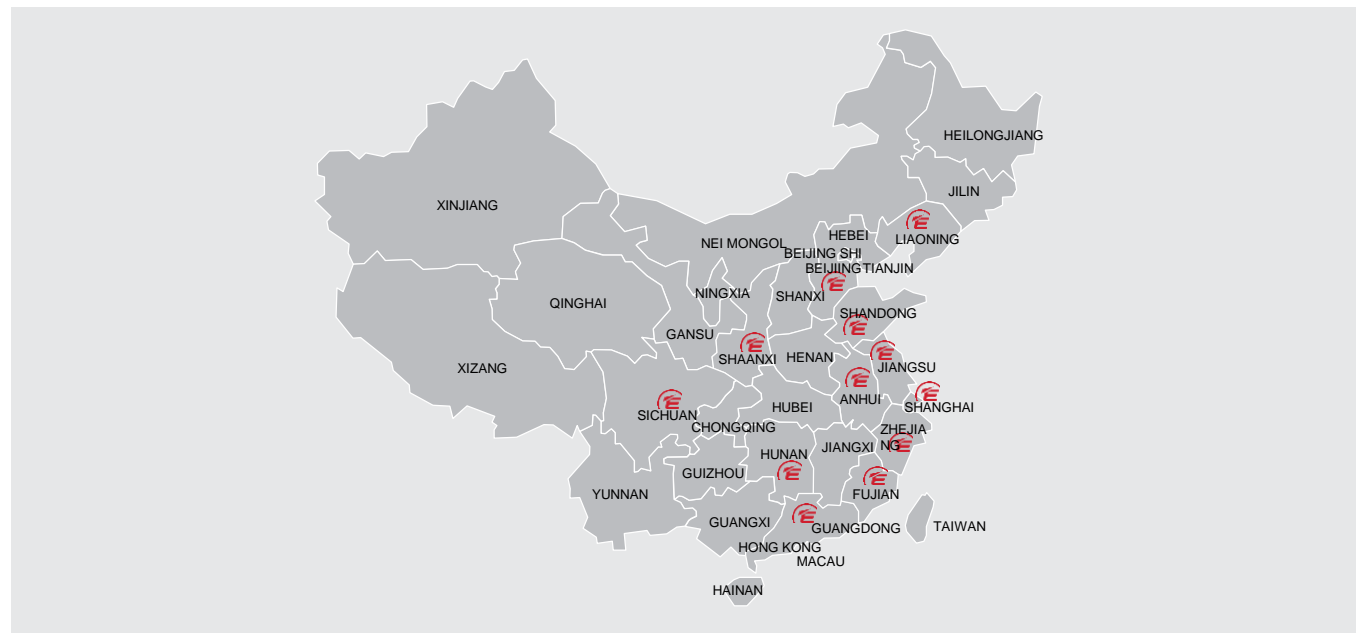 HEILONGJIANG
JILIN
XINJIANG
LIAONING
HEBEI
NEI MONGOL
BEIJING SHI
BEIJIING
TIANJIN
NINGXIA
SHANXI
QINGHAI
SHANDONG
GANSU
SHAANXI
HENAN
JIANGSU
XIZANG
ANHUI
SHANGHAI
HUBEI
SICHUAN
CHONGQING
ZHEJIA
NG
JIANGXI
HUNAN
GUIZHOU
YUNNAN
FUJIAN
GUANGXI
GUANGDONG
TAIWAN
HONG KONG
MACAU
HAINAN
E
E
E
E
E
E
E
E
E
E
E
E